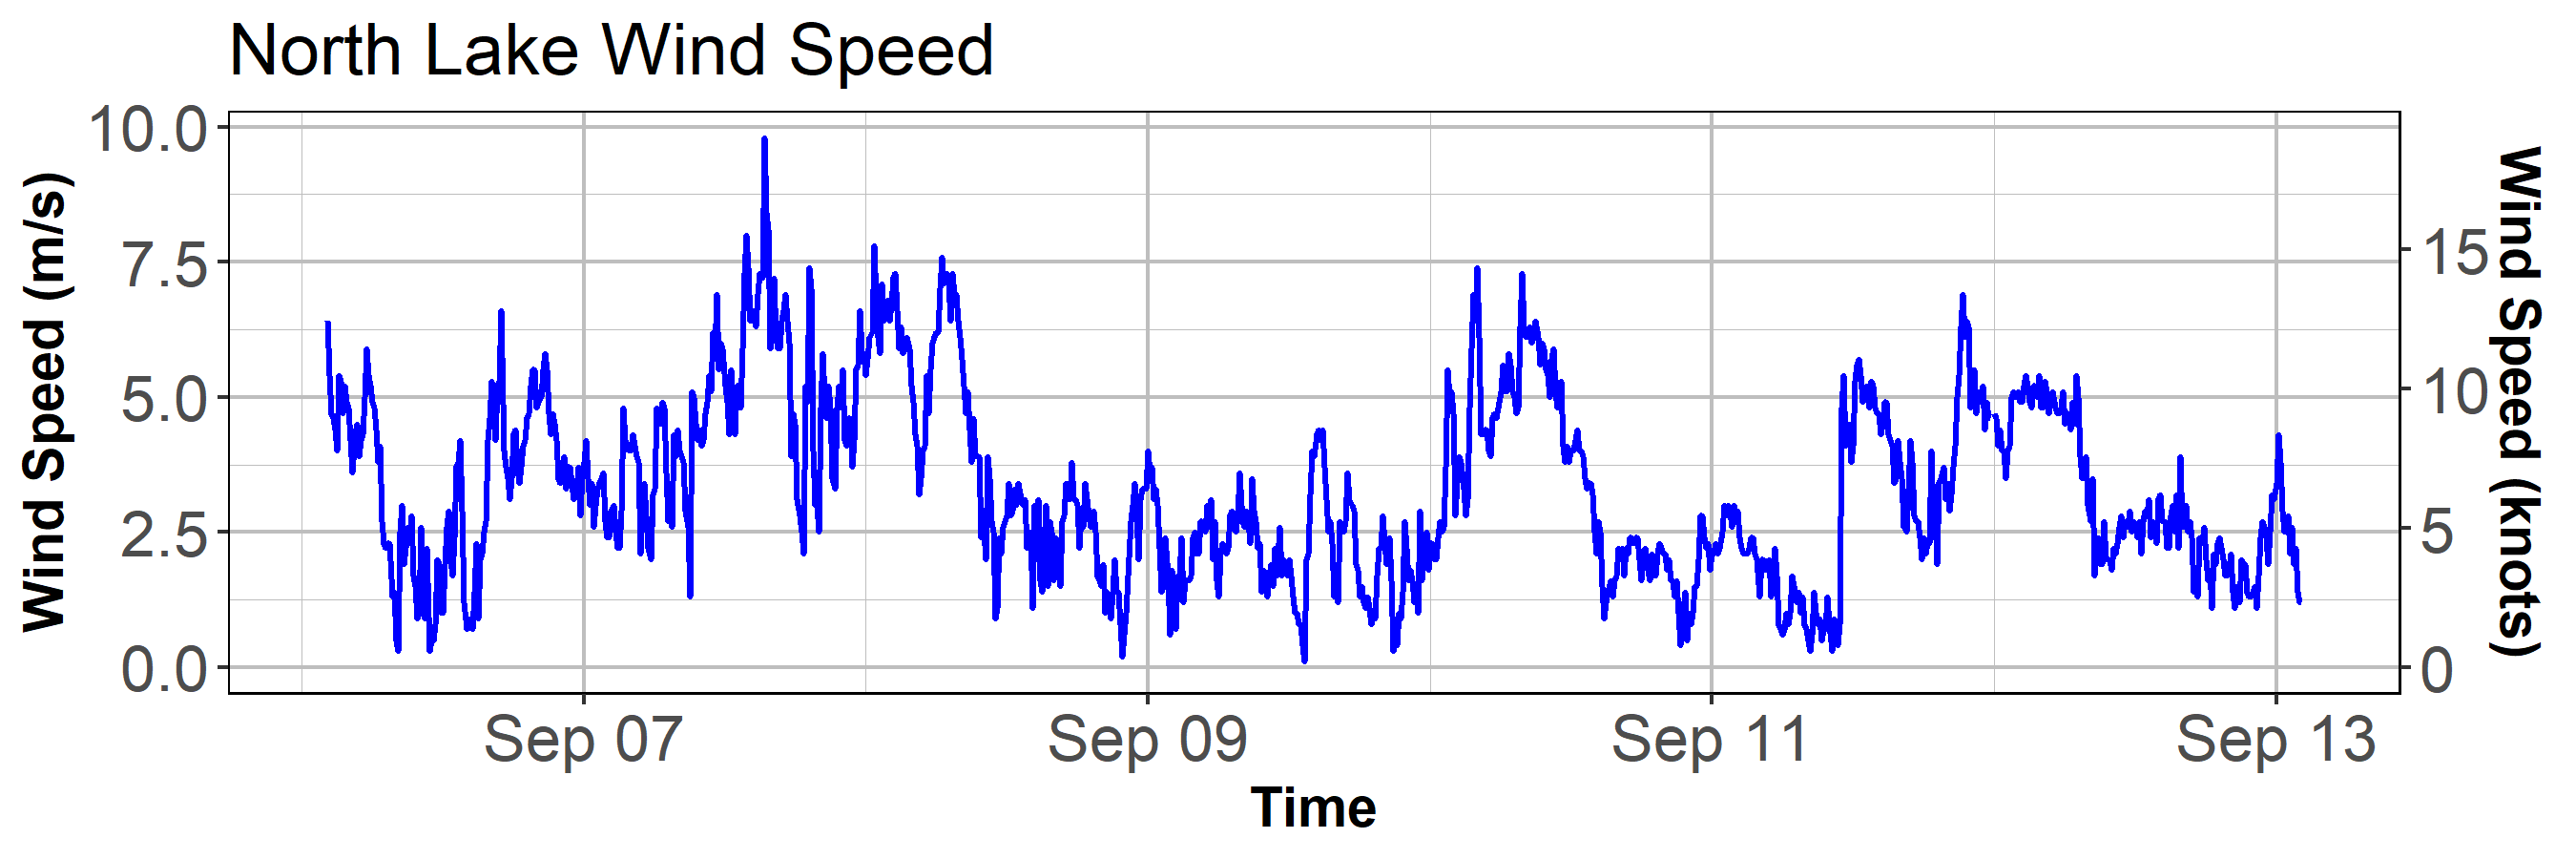 North Lake Wind Speed
Wind Speed (m/s)
10.0
7.5
5.0
2.5
0.0
15
10
5
0
Wind Speed (knots)
Sep 07
Sep 09
Sep 11
Sep 13
Time